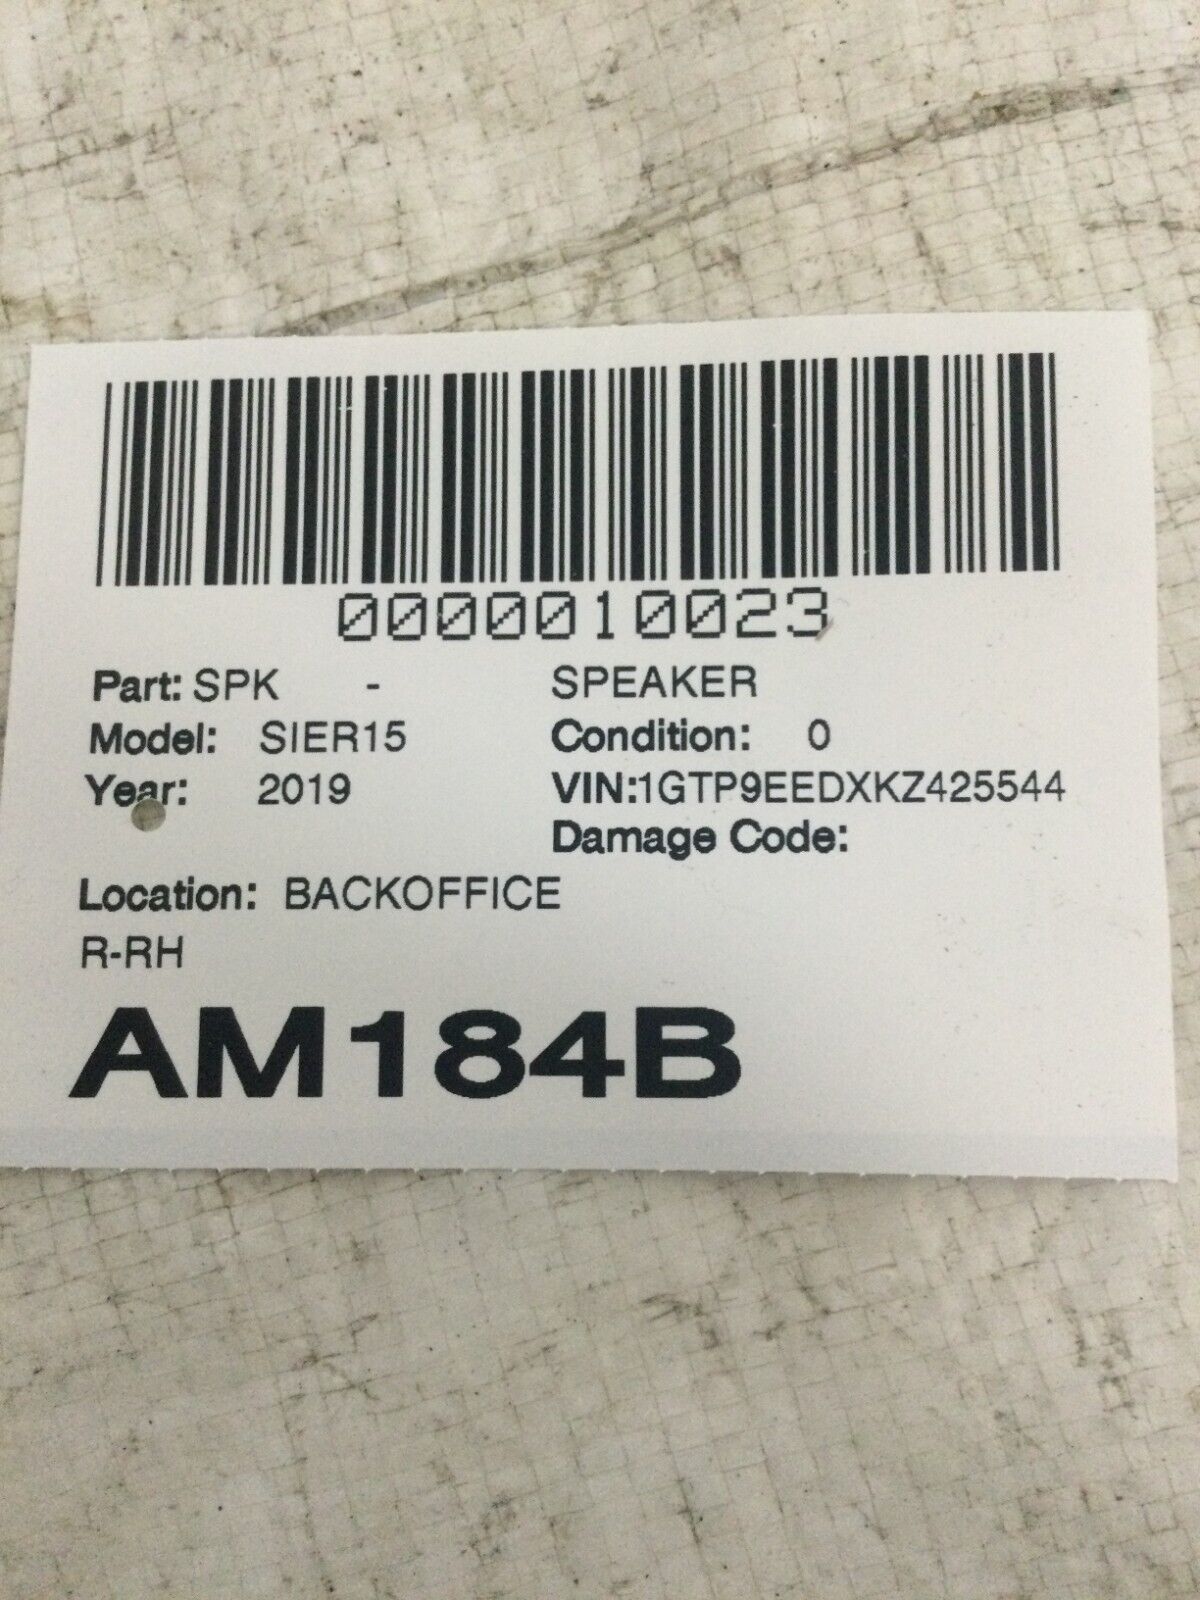 0000010023
Part: SPK - SPEAKER
Model: SIER15 Condition: 0
Year: 2019 VIN:1GTP9EEDXKZ425544
Damage Code:
Location: BACKOFFICE
R-RH
AM184B